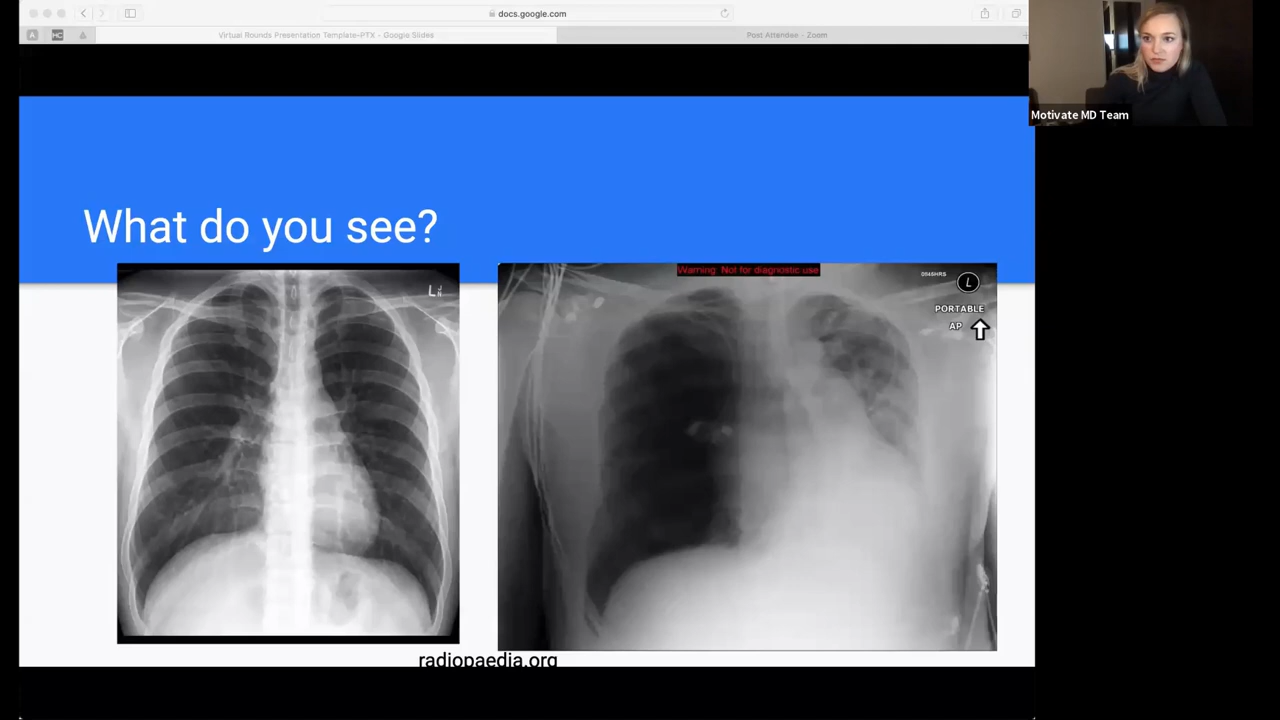 docs.google.com
Virtual Rounds Presentation Template-PTX - Google Slides
Post Attendee - Zoom
Motivate MD Team
What do you see?
Warning: Not for diagnostic use
0545HRS
L
L
PORTABLE
AP
radiopaedia.org